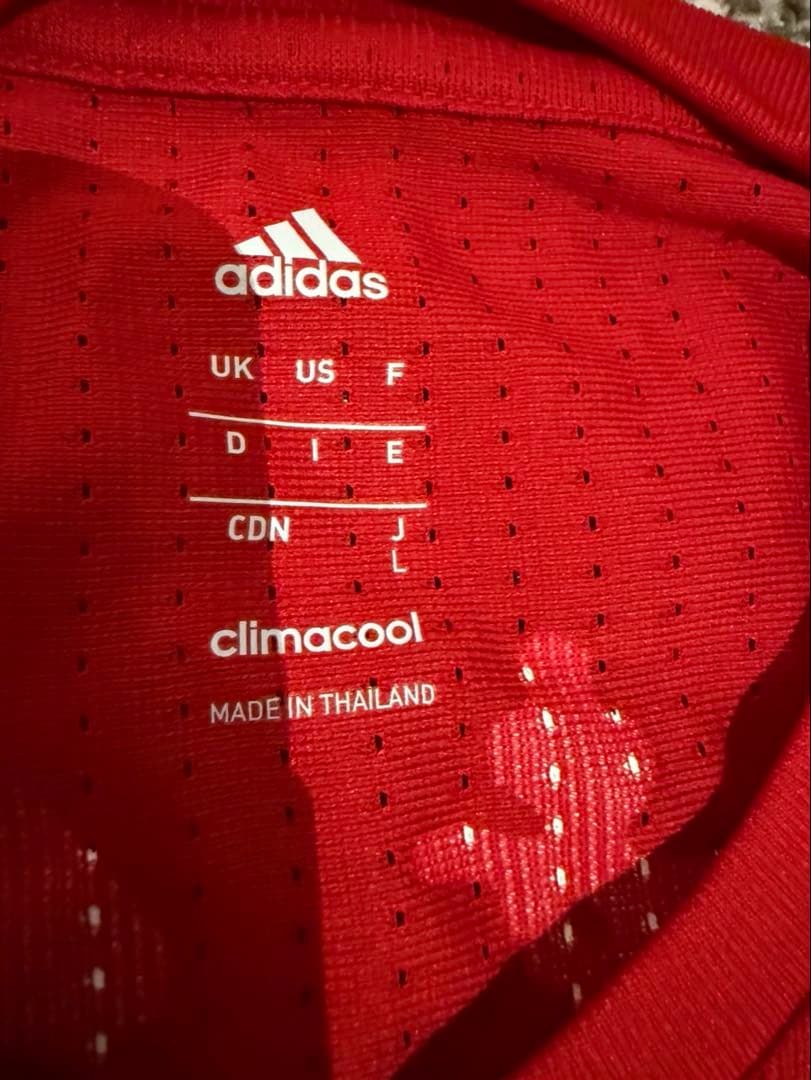 adidas
UK US F
D I E
CDN J
L
climacool
MADE IN THAILAND